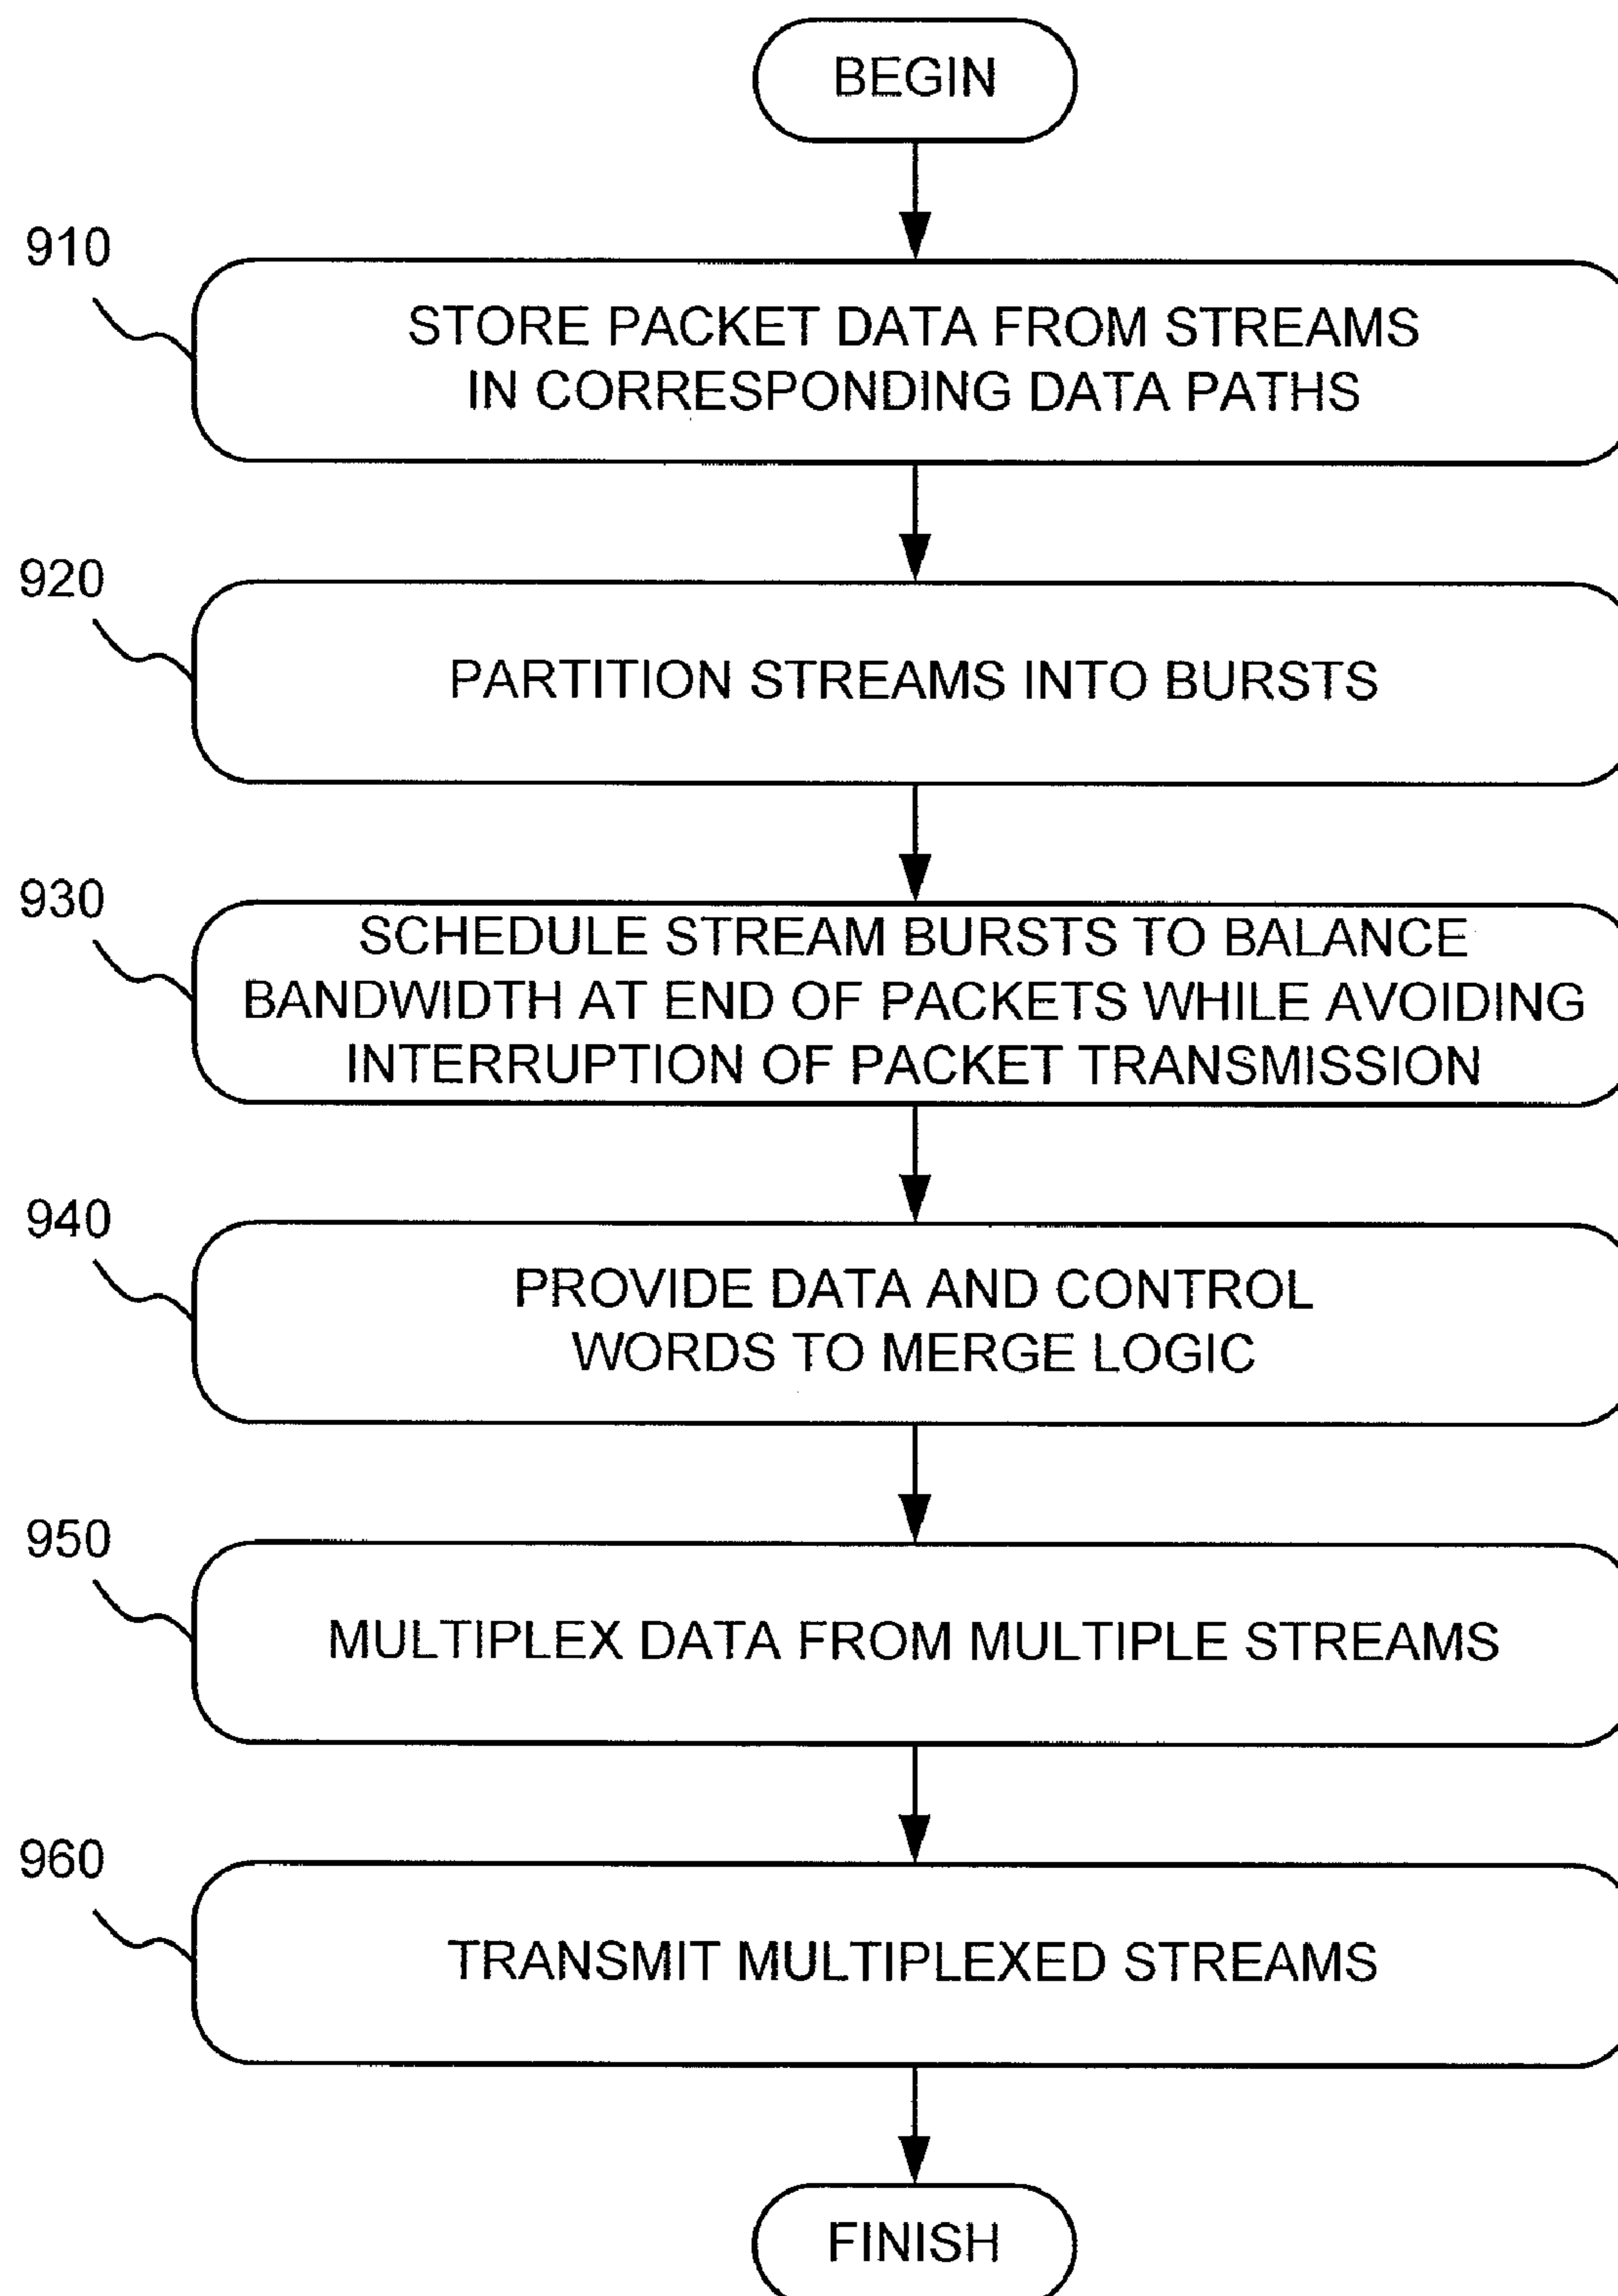 BEGIN
910
STORE PACKET DATA FROM STREAMS
IN CORRESPONDING DATA PATHS
920
PARTITION STREAMS INTO BURSTS
930
SCHEDULE STREAM BURSTS TO BALANCE
BANDWIDTH AT END OF PACKETS WHILE AVOIDING
INTERRUPTION OF PACKET TRANSMISSION
940
PROVIDE DATA AND CONTROL
WORDS TO MERGE LOGIC
950
MULTIPLEX DATA FROM MULTIPLE STREAMS
960
TRANSMIT MULTIPLEXED STREAMS
FINISH